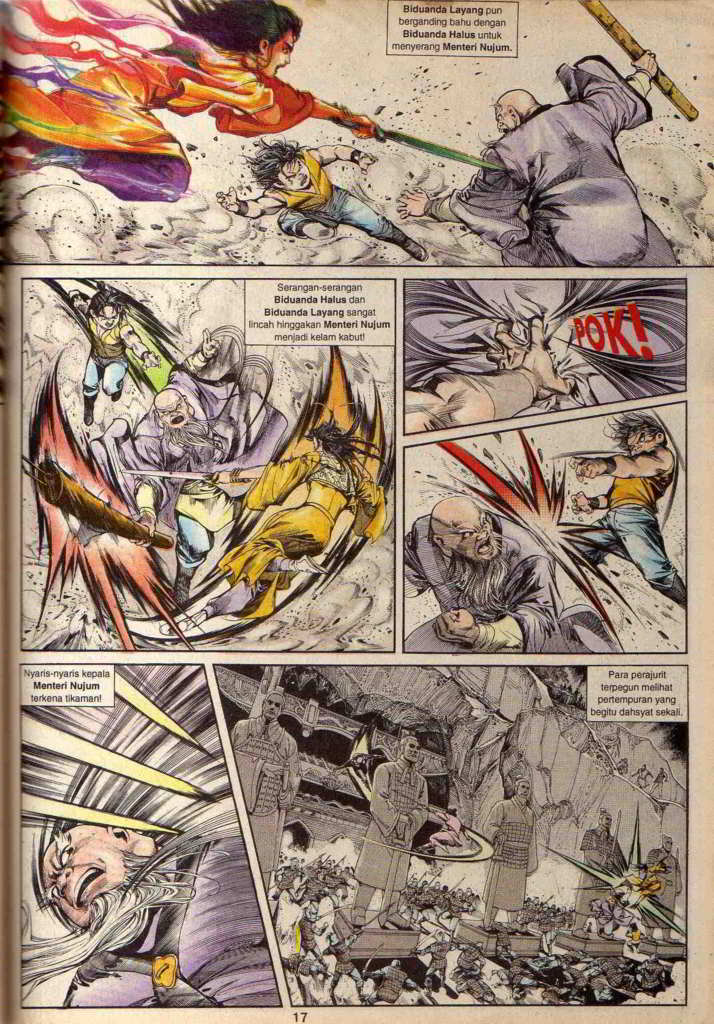 Biduanda Layang pun
berganding bahu dengan
Biduanda Halus untuk
menyerang Menteri Nujum.
Serangan-serangan
Biduanda Halus dan
Biduanda Layang sangat
lincah hinggakan Menteri Nujum
menjadi kelam kabut!
POK!
Nyaris-nyaris kepala
Menteri Nujum
terkena tikaman!
Para perajurit
terpegun melihat
pertempuran yang
begitu dahsyat sekali.
17